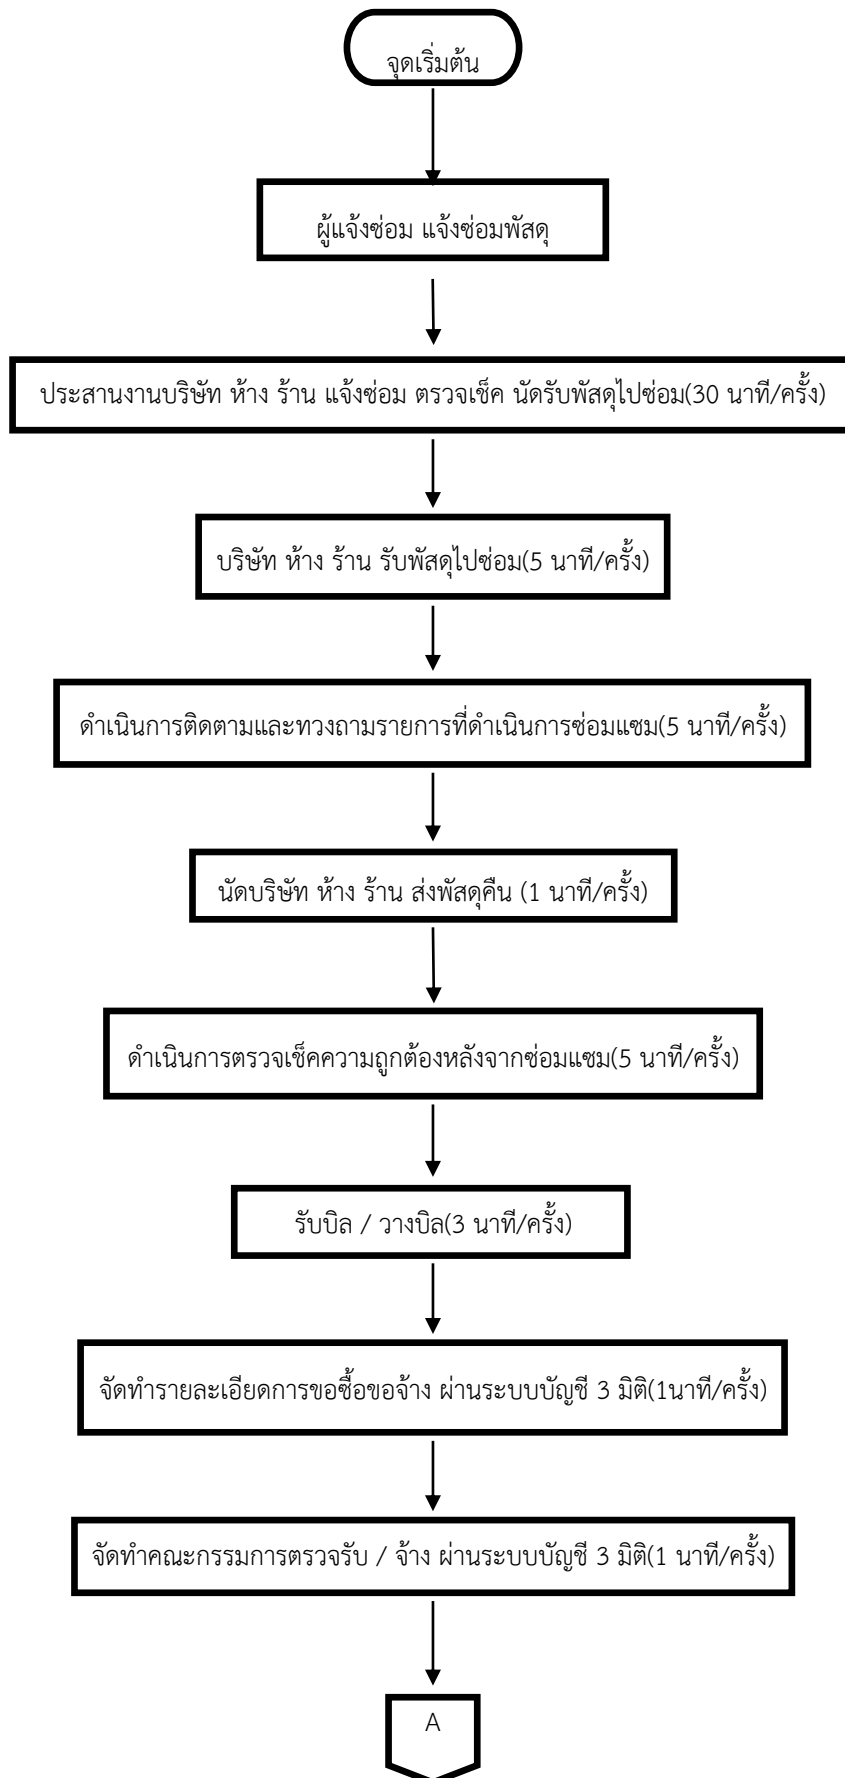 จุดเริ่มต้น
ผู้แจ้งซ่อม แจ้งซ่อมพัสดุ
ประสานงานบริษัท ห้าง ร้าน แจ้งซ่อม ตรวจเช็ค นัดรับพัสดุไปซ่อม(30 นาที/ครั้ง)
บริษัท ห้าง ร้าน รับพัสดุไปซ่อม(5 นาที/ครั้ง)
ดำเนินการติดตามและทวงถามรายการที่ดำเนินการซ่อมแซม(5 นาที/ครั้ง)
นัดบริษัท ห้าง ร้าน ส่งพัสดุคืน (1 นาที/ครั้ง)
ดำเนินการตรวจเช็คความถูกต้องหลังจากซ่อมแซม(5 นาที/ครั้ง)
รับบิล / วางบิล(3 นาที/ครั้ง)
จัดทำรายละเอียดการขอซื้อขอจ้าง ผ่านระบบบัญชี 3 มิติ(1นาที/ครั้ง)
จัดทำคณะกรรมการตรวจรับ / จ้าง ผ่านระบบบัญชี 3 มิติ(1 นาที/ครั้ง)
A